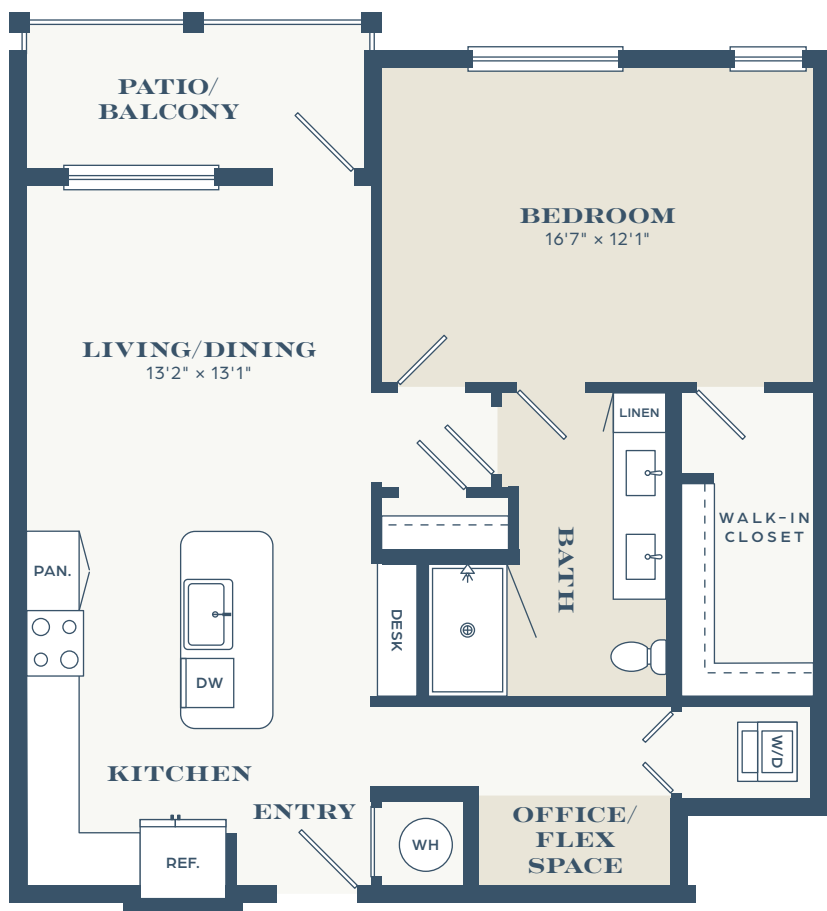 PATIO/
BALCONY
BEDROOM
16'7" × 12'1"
LIVING/DINING
13'2" × 13'1"
LINEN
WALK-IN
CLOSET
BATH
PAN.
DESK
DW
W/D
KITCHEN
ENTRY
OFFICE/
FLEX
SPACE
WH
REF.